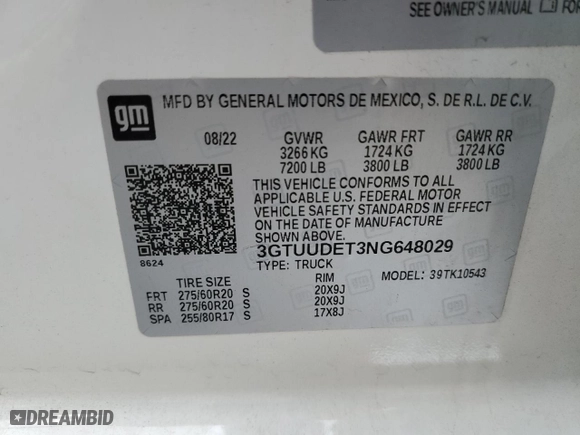 SEE OWNER'S MANUAL FOR
gm
MFD BY GENERAL MOTORS DE MEXICO, S. DE R.L. DE C.V.
08/22 GVWR GAWR FRT GAWR RR
3266 KG 1724 KG 1724 KG
7200 LB 3800 LB 3800 LB
THIS VEHICLE CONFORMS TO ALL
APPLICABLE U.S. FEDERAL MOTOR
VEHICLE SAFETY STANDARDS IN EFFECT
ON THE DATE OF MANUFACTURE
SHOWN ABOVE.
8624
3GTUUDET3NG648029
TYPE: TRUCK
MODEL: 39TK10543
TIRE SIZE RIM
FRT 275/60R20 S 20X9J
RR 275/60R20 S 20X9J
SPA 255/80R17 S 17X8J
DREAMBID